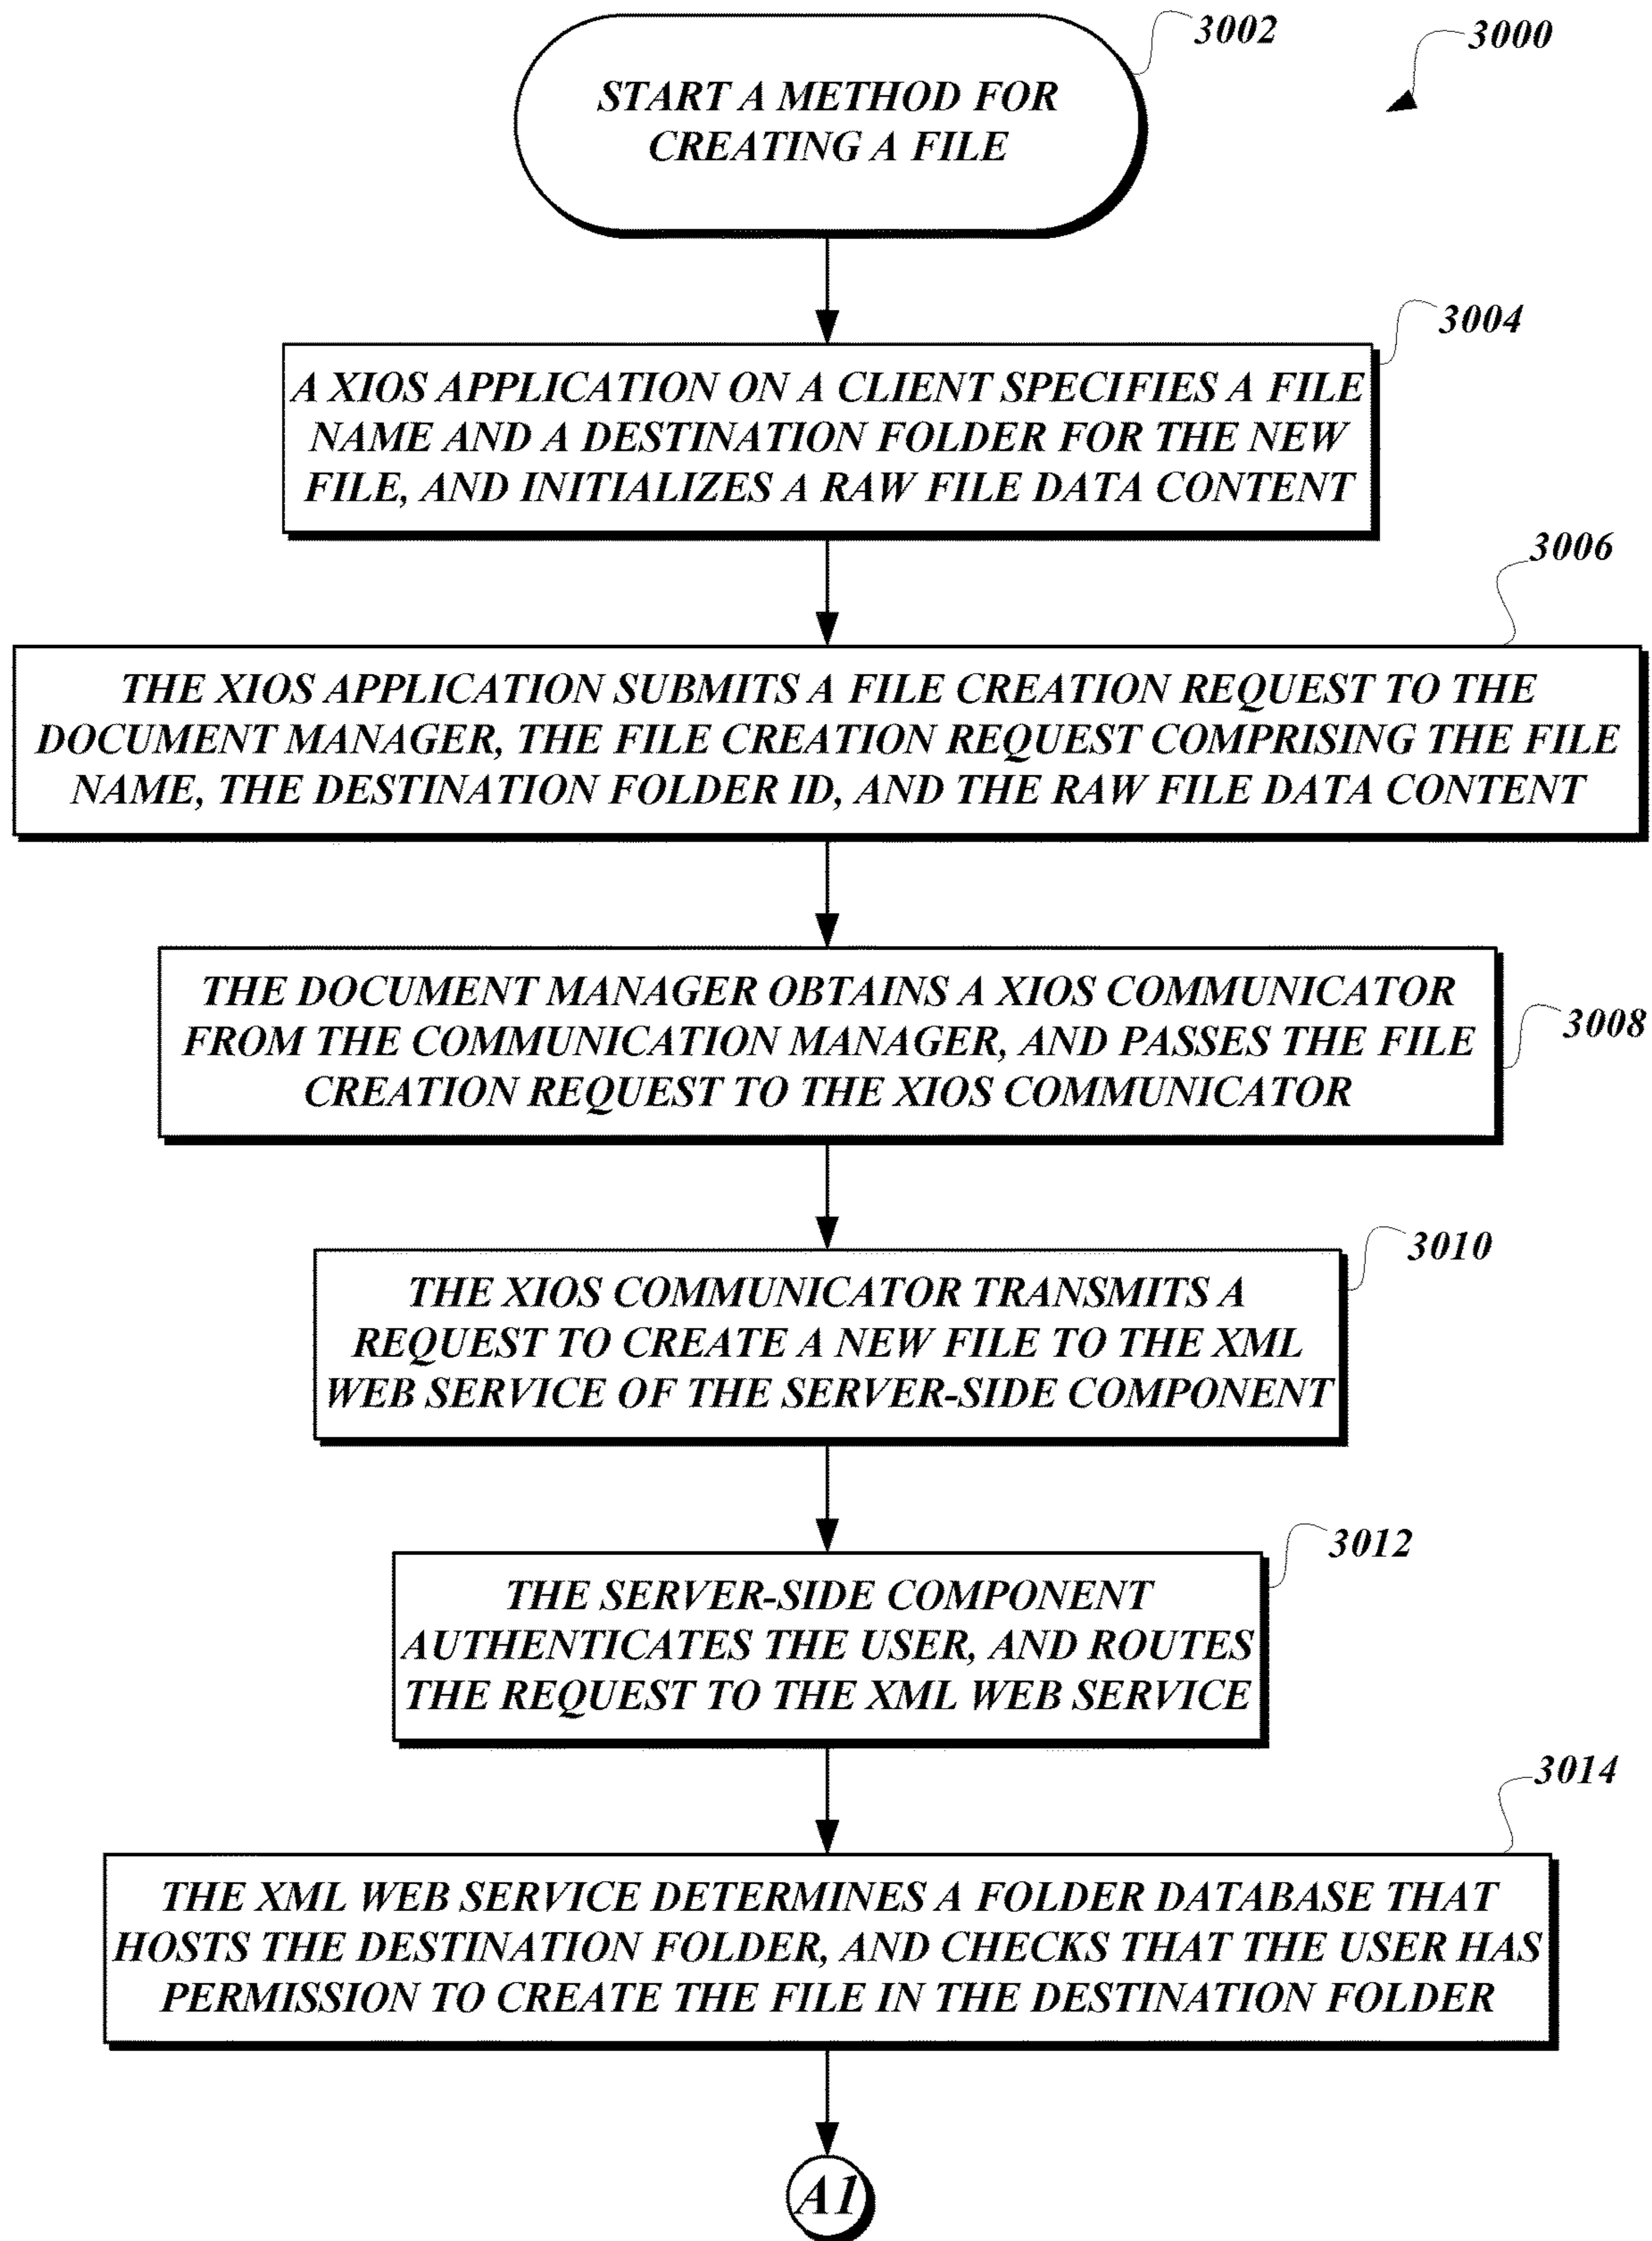 3002
3000
START A METHOD FOR
CREATING A FILE
3004
A XIOS APPLICATION ON A CLIENT SPECIFIES A FILE
NAME AND A DESTINATION FOLDER FOR THE NEW
FILE, AND INITIALIZES A RAW FILE DATA CONTENT
3006
THE XIOS APPLICATION SUBMITS A FILE CREATION REQUEST TO THE
DOCUMENT MANAGER, THE FILE CREATION REQUEST COMPRISING THE FILE
NAME, THE DESTINATION FOLDER ID, AND THE RAW FILE DATA CONTENT
THE DOCUMENT MANAGER OBTAINS A XIOS COMMUNICATOR
FROM THE COMMUNICATION MANAGER, AND PASSES THE FILE
CREATION REQUEST TO THE XIOS COMMUNICATOR
3008
3010
THE XIOS COMMUNICATOR TRANSMITS A
REQUEST TO CREATE A NEW FILE TO THE XML
WEB SERVICE OF THE SERVER-SIDE COMPONENT
3012
THE SERVER-SIDE COMPONENT
AUTHENTICATES THE USER, AND ROUTES
THE REQUEST TO THE XML WEB SERVICE
3014
THE XML WEB SERVICE DETERMINES A FOLDER DATABASE THAT
HOSTS THE DESTINATION FOLDER, AND CHECKS THAT THE USER HAS
PERMISSION TO CREATE THE FILE IN THE DESTINATION FOLDER
A1